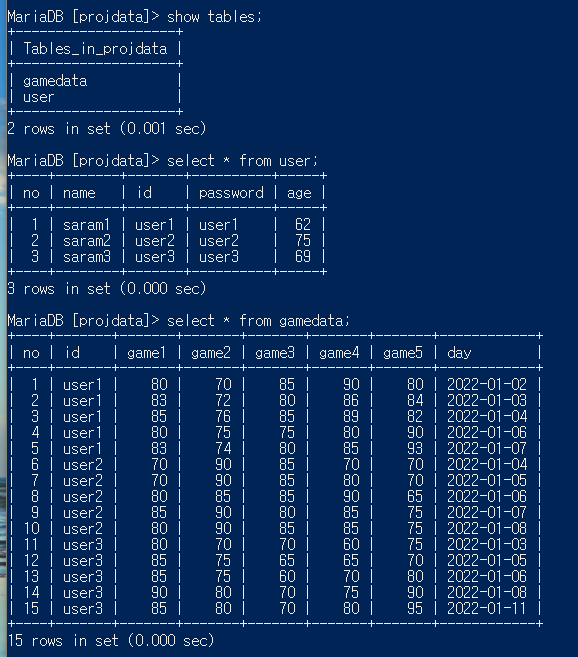 MariaDB [projdata]> show tables;
+--------------------+
| Tables_in_projdata |
+--------------------+
| gamedata           |
| user               |
+--------------------+
2 rows in set (0.001 sec)
MariaDB [projdata]> select * from user;
+----+--------+-------+----------+-----+
| no | name   | id    | password | age |
+----+--------+-------+----------+-----+
|  1 | saram1 | user1 | user1    |  62 |
|  2 | saram2 | user2 | user2    |  75 |
|  3 | saram3 | user3 | user3    |  69 |
+----+--------+-------+----------+-----+
3 rows in set (0.000 sec)
MariaDB [projdata]> select * from gamedata;
+----+-------+-------+-------+-------+-------+-------+------------+
| no | id    | game1 | game2 | game3 | game4 | game5 | day        |
+----+-------+-------+-------+-------+-------+-------+------------+
|  1 | user1 |    80 |    70 |    85 |    90 |    80 | 2022-01-02 |
|  2 | user1 |    83 |    72 |    80 |    86 |    84 | 2022-01-03 |
|  3 | user1 |    85 |    76 |    85 |    89 |    82 | 2022-01-04 |
|  4 | user1 |    80 |    75 |    75 |    80 |    90 | 2022-01-06 |
|  5 | user1 |    83 |    74 |    80 |    85 |    93 | 2022-01-07 |
|  6 | user2 |    70 |    90 |    85 |    70 |    70 | 2022-01-04 |
|  7 | user2 |    70 |    90 |    85 |    80 |    70 | 2022-01-05 |
|  8 | user2 |    80 |    85 |    85 |    90 |    65 | 2022-01-06 |
|  9 | user2 |    85 |    90 |    80 |    85 |    75 | 2022-01-07 |
| 10 | user2 |    80 |    90 |    85 |    85 |    75 | 2022-01-08 |
| 11 | user3 |    80 |    70 |    70 |    60 |    75 | 2022-01-03 |
| 12 | user3 |    85 |    75 |    65 |    65 |    70 | 2022-01-05 |
| 13 | user3 |    85 |    75 |    60 |    70 |    80 | 2022-01-06 |
| 14 | user3 |    90 |    80 |    70 |    75 |    90 | 2022-01-08 |
| 15 | user3 |    85 |    80 |    70 |    80 |    95 | 2022-01-11 |
+----+-------+-------+-------+-------+-------+-------+------------+
15 rows in set (0.000 sec)